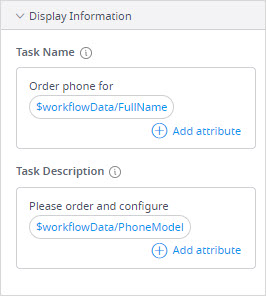 Display Information
Task Name
Order phone for
$workflowData/FullName
Add attribute
Task Description
Please order and configure
$workflowData/PhoneModel
Add attribute